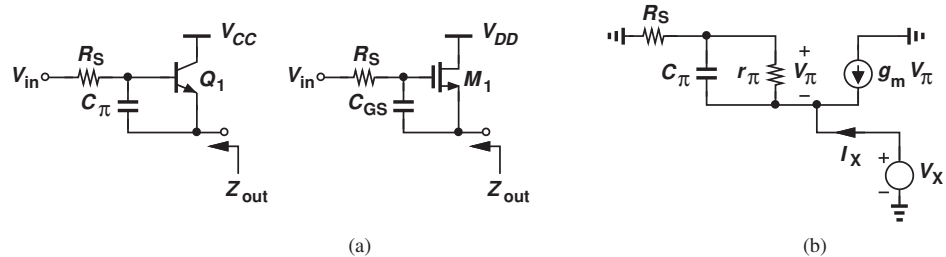 V_CC
R_S
V_in
Q_1
C_π
Z_out
V_DD
R_S
V_in
M_1
C_GS
Z_out
(a)
R_S
C_π
r_π
+
V_π
−
g_m V_π
I_X
+
V_X
−
(b)